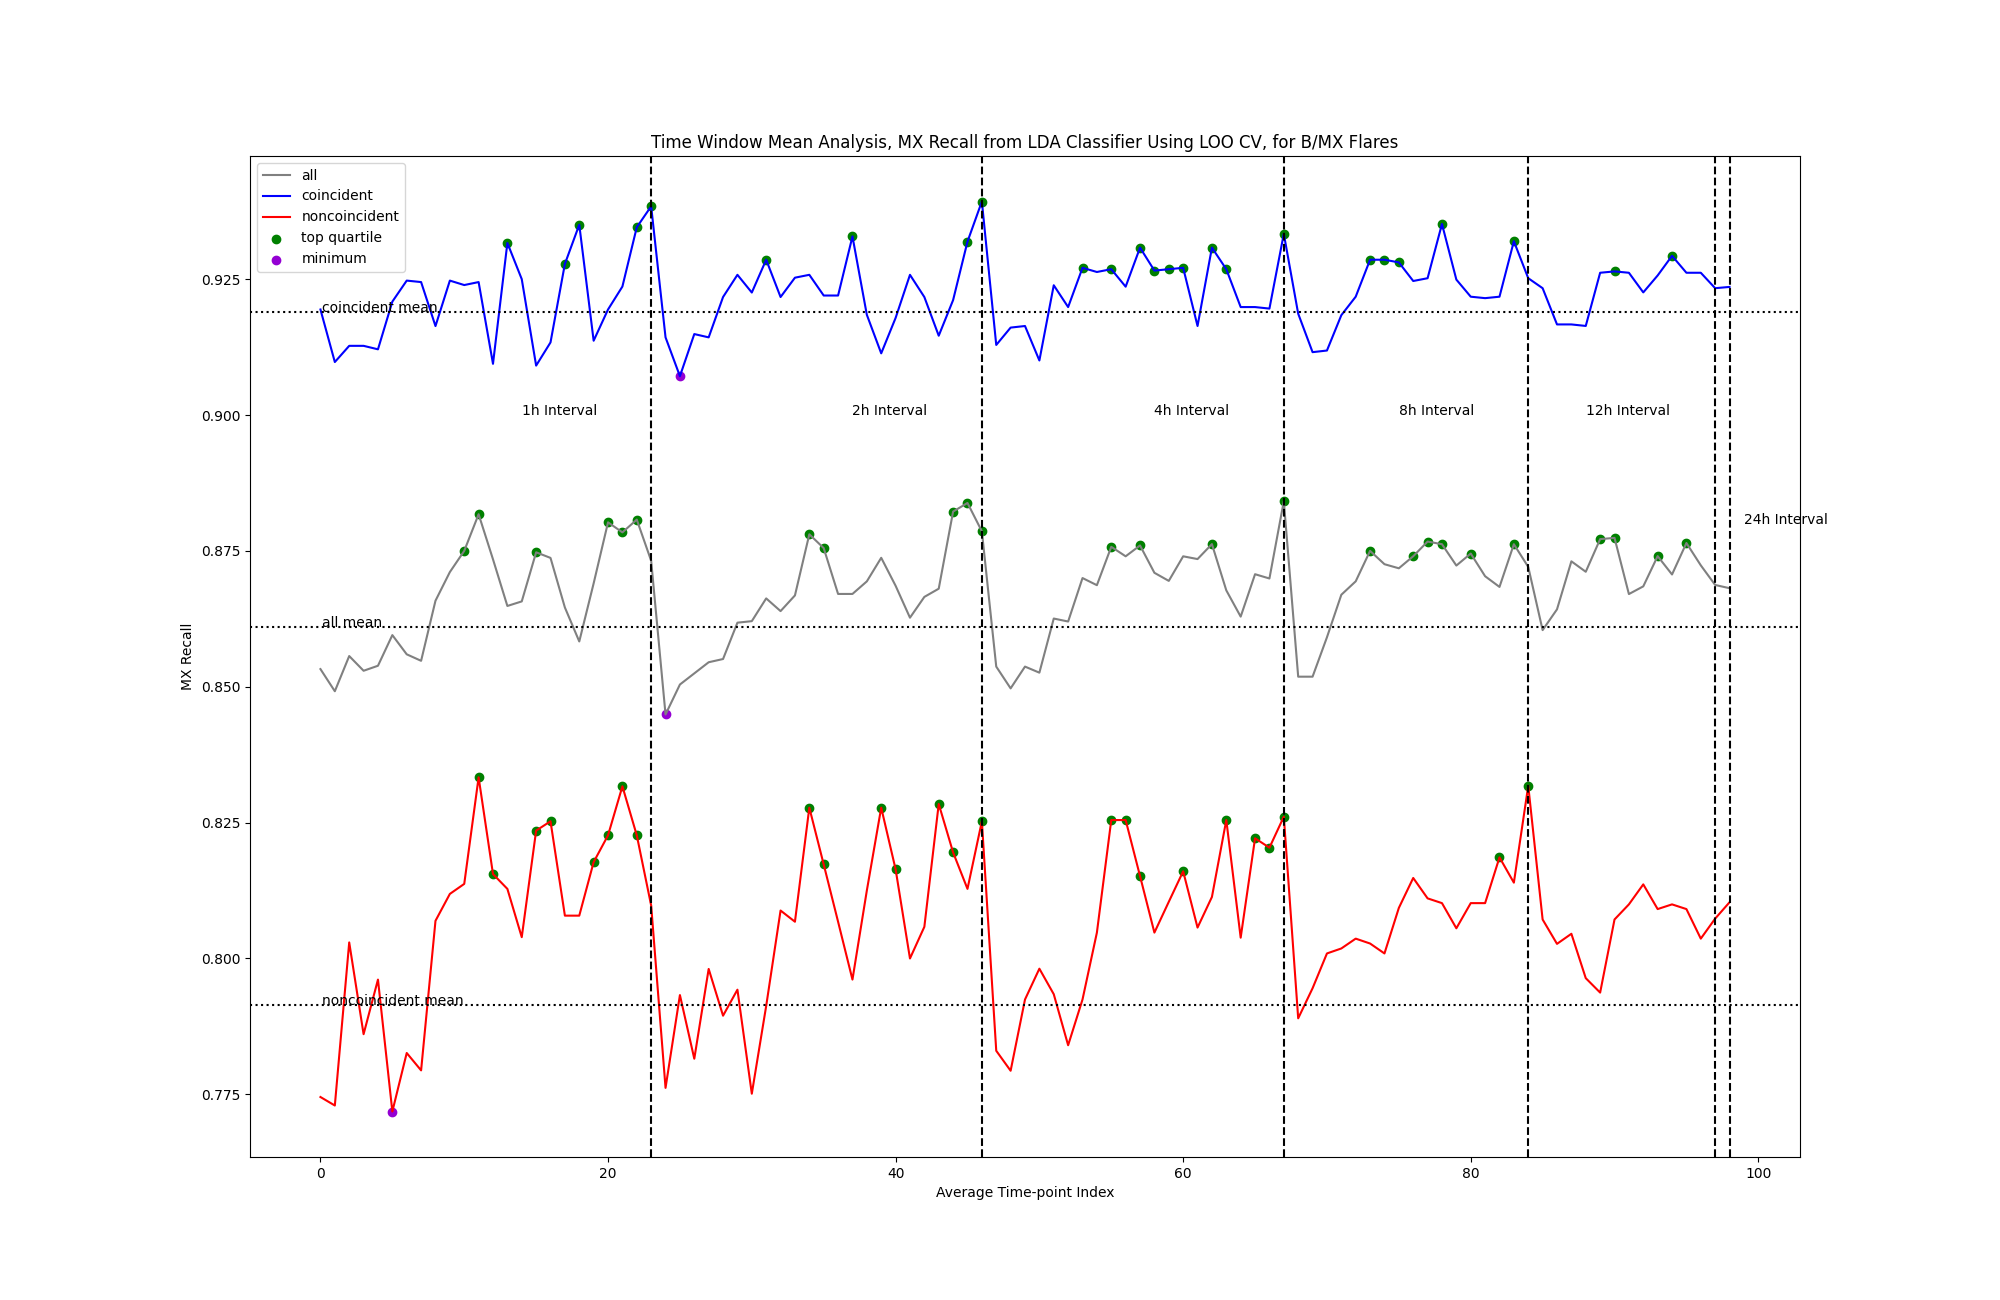 Time Window Mean Analysis, MX Recall from LDA Classifier Using LOO CV, for B/MX Flares
all
coincident
noncoincident
top quartile
minimum
0.925
coincident mean
0.900
1h Interval
2h Interval
4h Interval
8h Interval
12h Interval
24h Interval
0.875
all mean
MX Recall
0.850
0.825
0.800
noncoincident mean
0.775
0
20
40
60
80
100
Average Time-point Index